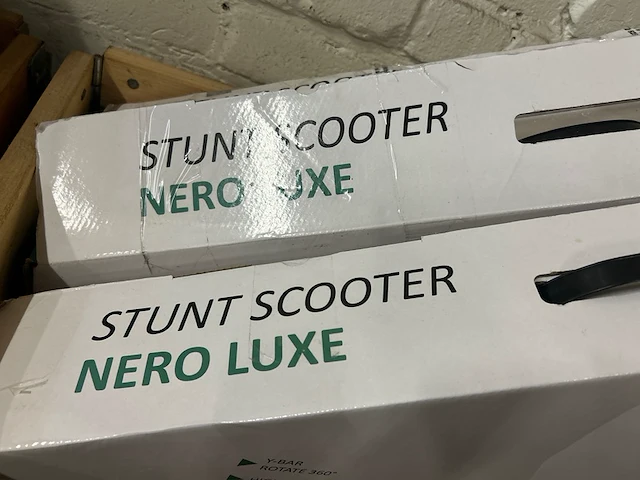 STUNT SCOOTER
NERO LUXE
STUNT SCOOTER
NERO LUXE
Y-BAR
ROTATE 360°